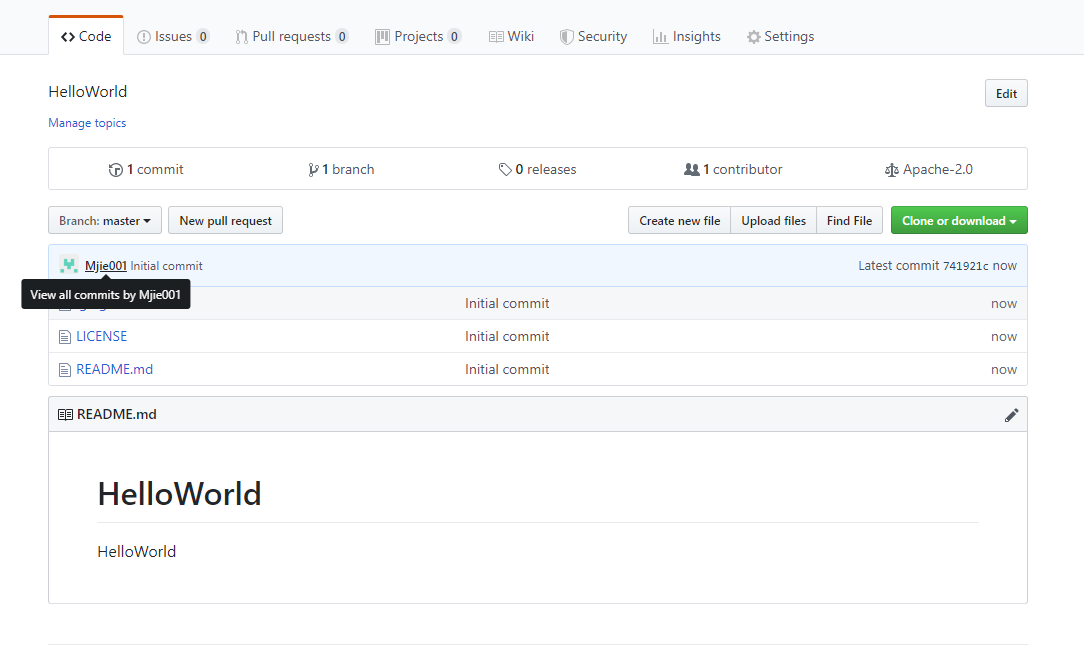 Code Issues 0 Pull requests 0 Projects 0 Wiki Security Insights Settings
HelloWorld Edit
Manage topics
1 commit 1 branch 0 releases 1 contributor Apache-2.0
Branch: master New pull request Create new file Upload files Find File Clone or download
Mjie001 Initial commit Latest commit 741921c now
View all commits by Mjie001
Initial commit now
LICENSE Initial commit now
README.md Initial commit now
README.md
HelloWorld
HelloWorld